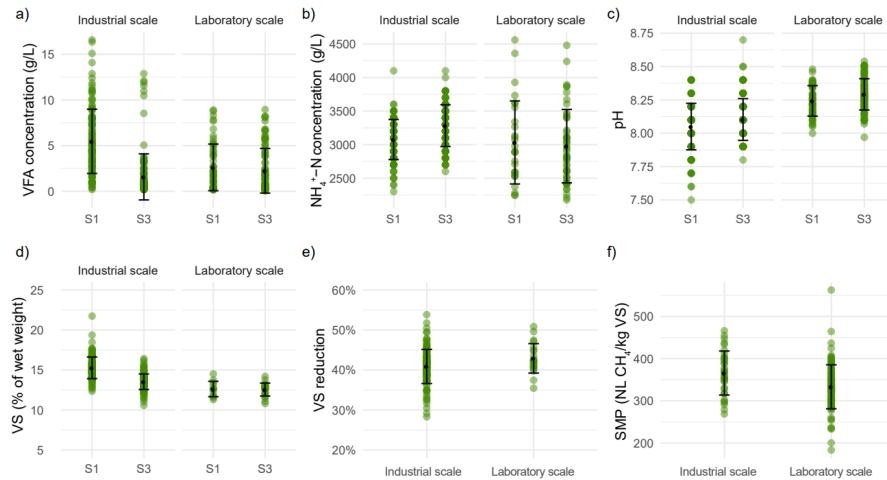 a)
Industrial scale
Laboratory scale
VFA concentration (g/L)
15
10
5
0
S1
S3
S1
S3
b)
Industrial scale
Laboratory scale
NH₄⁺−N concentration (g/L)
4500
4000
3500
3000
2500
S1
S3
S1
S3
c)
Industrial scale
Laboratory scale
pH
8.75
8.50
8.25
8.00
7.75
7.50
S1
S3
S1
S3
d)
Industrial scale
Laboratory scale
VS (% of wet weight)
25
20
15
10
5
S1
S3
S1
S3
e)
VS reduction
60%
50%
40%
30%
20%
Industrial scale
Laboratory scale
f)
SMP (NL CH₄/kg VS)
500
400
300
200
Industrial scale
Laboratory scale